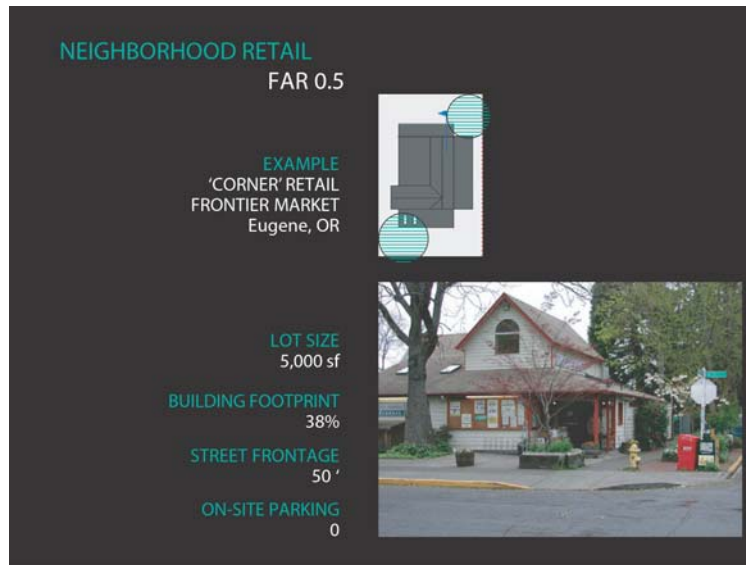 NEIGHBORHOOD RETAIL
FAR 0.5
EXAMPLE
‘CORNER’ RETAIL
FRONTIER MARKET
Eugene, OR
LOT SIZE
5,000 sf
BUILDING FOOTPRINT
38%
STREET FRONTAGE
50 ‘
ON-SITE PARKING
0